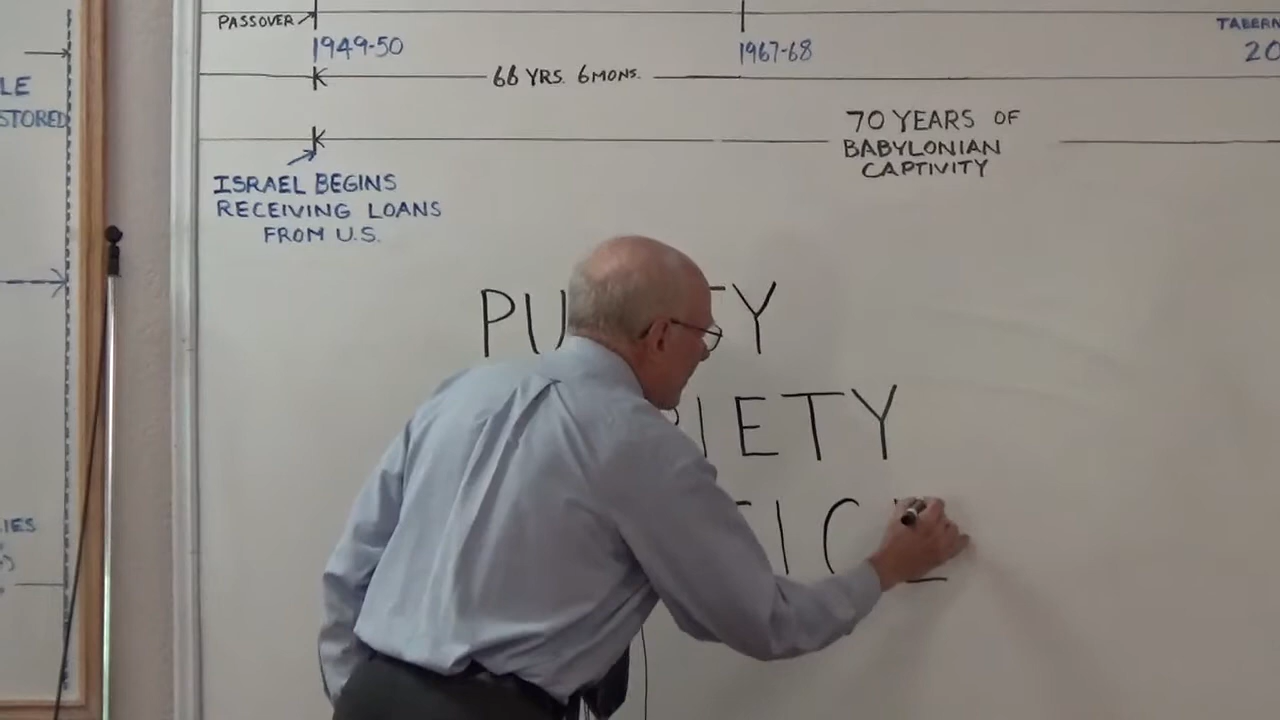 PASSOVER
1949-50
1967-68
TABERN
20
66 YRS. 6 MONS.
LE
STORED
70 YEARS OF
BABYLONIAN
CAPTIVITY
ISRAEL BEGINS
RECEIVING LOANS
FROM U.S.
PU TY
IETY
ICE
IES